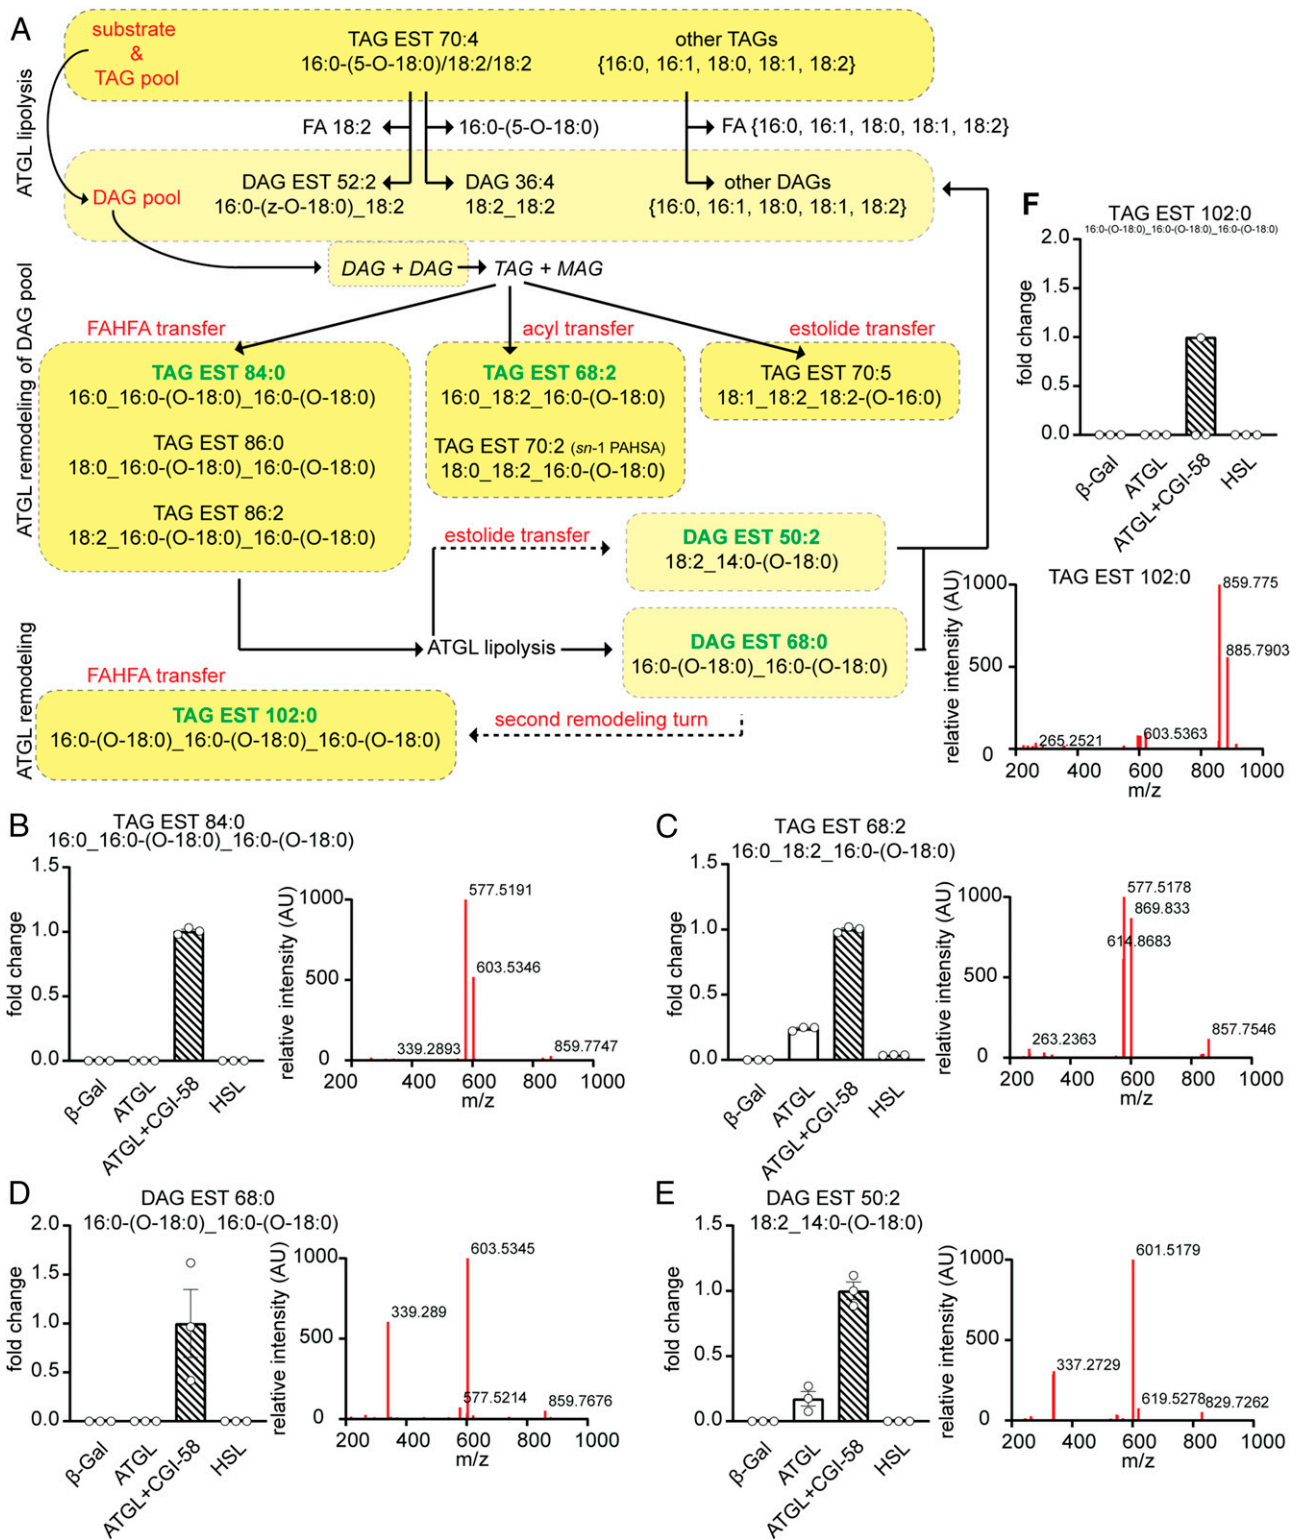 A
substrate
&
TAG pool
TAG EST 70:4
16:0-(5-O-18:0)/18:2/18:2
other TAGs
{16:0, 16:1, 18:0, 18:1, 18:2}
ATGL lipolysis
FA 18:2
16:0-(5-O-18:0)
FA {16:0, 16:1, 18:0, 18:1, 18:2}
DAG pool
DAG EST 52:2
16:0-(z-O-18:0)_18:2
DAG 36:4
18:2_18:2
other DAGs
{16:0, 16:1, 18:0, 18:1, 18:2}
DAG + DAG
TAG + MAG
ATGL remodeling of DAG pool
FAHFA transfer
acyl transfer
estolide transfer
TAG EST 84:0
16:0_16:0-(O-18:0)_16:0-(O-18:0)
TAG EST 86:0
18:0_16:0-(O-18:0)_16:0-(O-18:0)
TAG EST 86:2
18:2_16:0-(O-18:0)_16:0-(O-18:0)
TAG EST 68:2
16:0_18:2_16:0-(O-18:0)
TAG EST 70:2 (sn-1 PAHSA)
18:0_18:2_16:0-(O-18:0)
TAG EST 70:5
18:1_18:2_18:2-(O-16:0)
estolide transfer
DAG EST 50:2
18:2_14:0-(O-18:0)
ATGL lipolysis
DAG EST 68:0
16:0-(O-18:0)_16:0-(O-18:0)
ATGL remodeling
FAHFA transfer
TAG EST 102:0
16:0-(O-18:0)_16:0-(O-18:0)_16:0-(O-18:0)
second remodeling turn
F
TAG EST 102:0
16:0-(O-18:0)_16:0-(O-18:0)_16:0-(O-18:0)
fold change
2.0
1.5
1.0
0.5
0.0
β-Gal
ATGL
ATGL+CGI-58
HSL
TAG EST 102:0
relative intensity (AU)
1000
500
0
859.775
885.7903
265.2521
603.5363
200 400 600 800 1000
m/z
B
TAG EST 84:0
16:0_16:0-(O-18:0)_16:0-(O-18:0)
fold change
1.5
1.0
0.5
0.0
β-Gal
ATGL
ATGL+CGI-58
HSL
relative intensity (AU)
1000
500
0
577.5191
603.5346
339.2893
859.7747
200 400 600 800 1000
m/z
C
TAG EST 68:2
16:0_18:2_16:0-(O-18:0)
fold change
1.5
1.0
0.5
0.0
β-Gal
ATGL
ATGL+CGI-58
HSL
relative intensity (AU)
1000
500
0
577.5178
869.833
614.8683
263.2363
857.7546
200 400 600 800 1000
m/z
D
DAG EST 68:0
16:0-(O-18:0)_16:0-(O-18:0)
fold change
2.0
1.5
1.0
0.5
0.0
β-Gal
ATGL
ATGL+CGI-58
HSL
relative intensity (AU)
1000
500
0
603.5345
339.289
577.5214
859.7676
200 400 600 800 1000
m/z
E
DAG EST 50:2
18:2_14:0-(O-18:0)
fold change
1.5
1.0
0.5
0.0
β-Gal
ATGL
ATGL+CGI-58
HSL
relative intensity (AU)
1000
500
0
601.5179
337.2729
619.5278
829.7262
200 400 600 800 1000
m/z